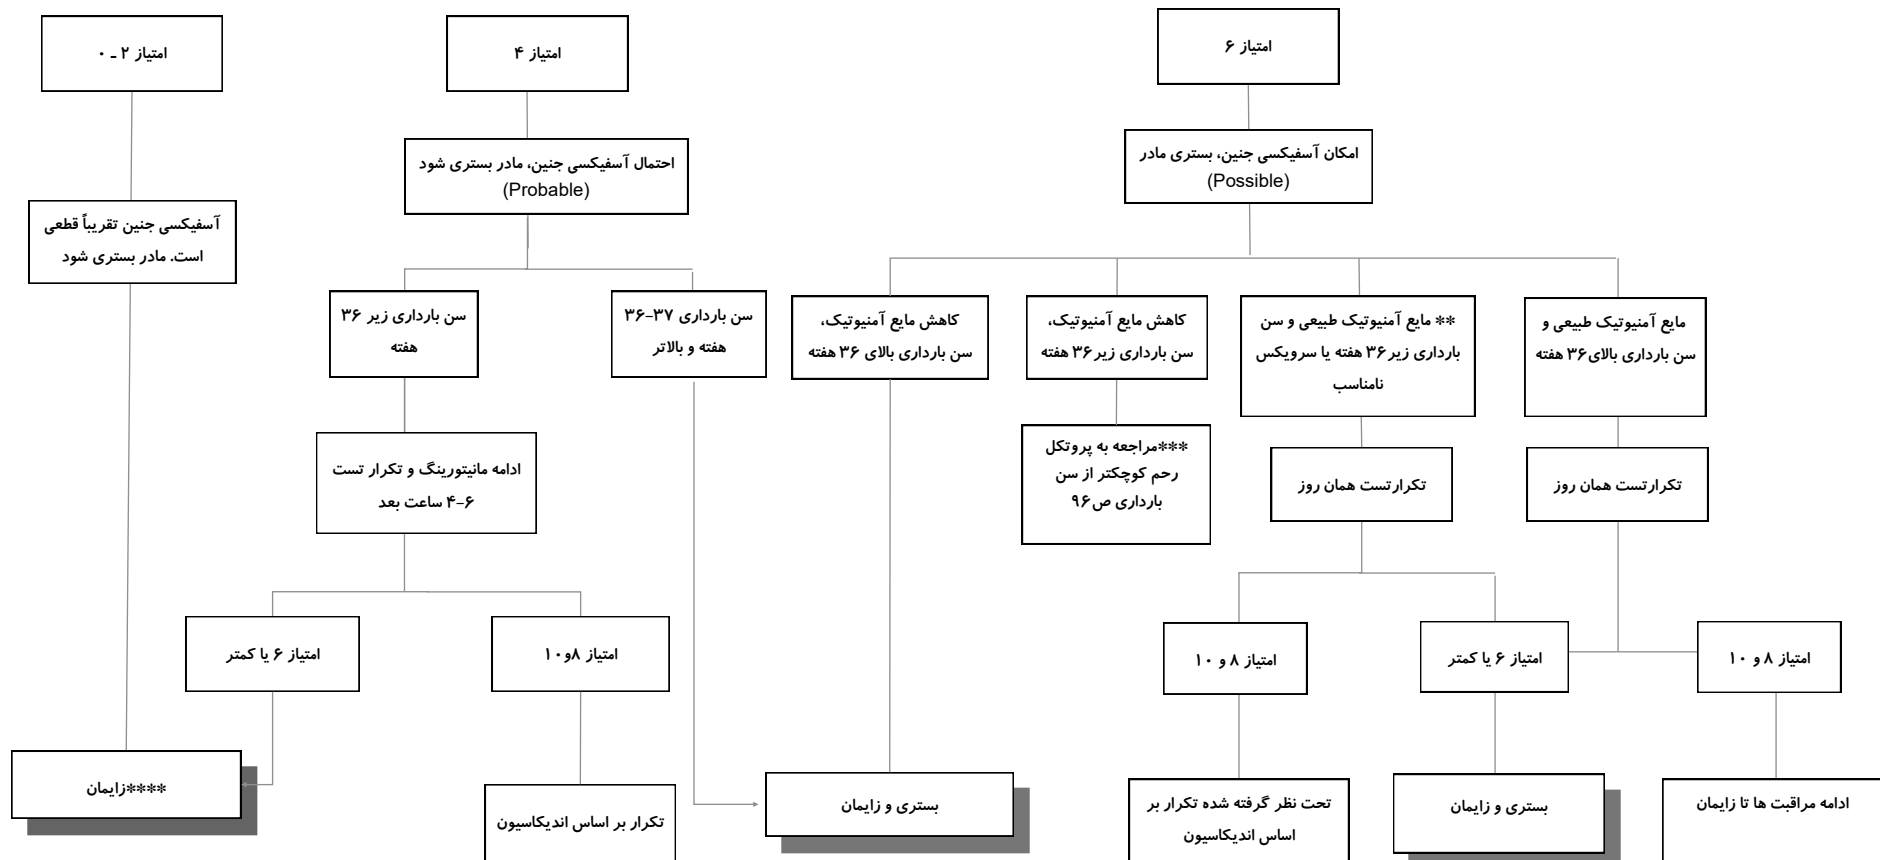 امتیاز ۶
امکان آسفیکسی جنین، بستری مادر
(Possible)
مایع آمنیوتیک طبیعی و
سن بارداری بالای۳۶ هفته
** مایع آمنیوتیک طبیعی و سن
بارداری زیر۳۶ هفته یا سرویکس
نامناسب
کاهش مایع آمنیوتیک،
سن بارداری زیر۳۶ هفته
کاهش مایع آمنیوتیک،
سن بارداری بالای ۳۶ هفته
تکرارتست همان روز
تکرارتست همان روز
***مراجعه به پروتکل
رحم کوچکتر از سن
بارداری ص۹۶
امتیاز ۸ و ۱۰
امتیاز ۶ یا کمتر
امتیاز ۸ و ۱۰
ادامه مراقبت ها تا زایمان
بستری و زایمان
تحت نظر گرفته شده تکرار بر
اساس اندیکاسیون
بستری و زایمان
امتیاز ۴
احتمال آسفیکسی جنین، مادر بستری شود
(Probable)
سن بارداری ۳۷-۳۶
هفته و بالاتر
سن بارداری زیر ۳۶
هفته
ادامه مانیتورینگ و تکرار تست
۶-۴ ساعت بعد
امتیاز ۸و۱۰
امتیاز ۶ یا کمتر
تکرار بر اساس اندیکاسیون
امتیاز ۲ ـ ۰
آسفیکسی جنین تقریباً قطعی
است. مادر بستری شود
****زایمان